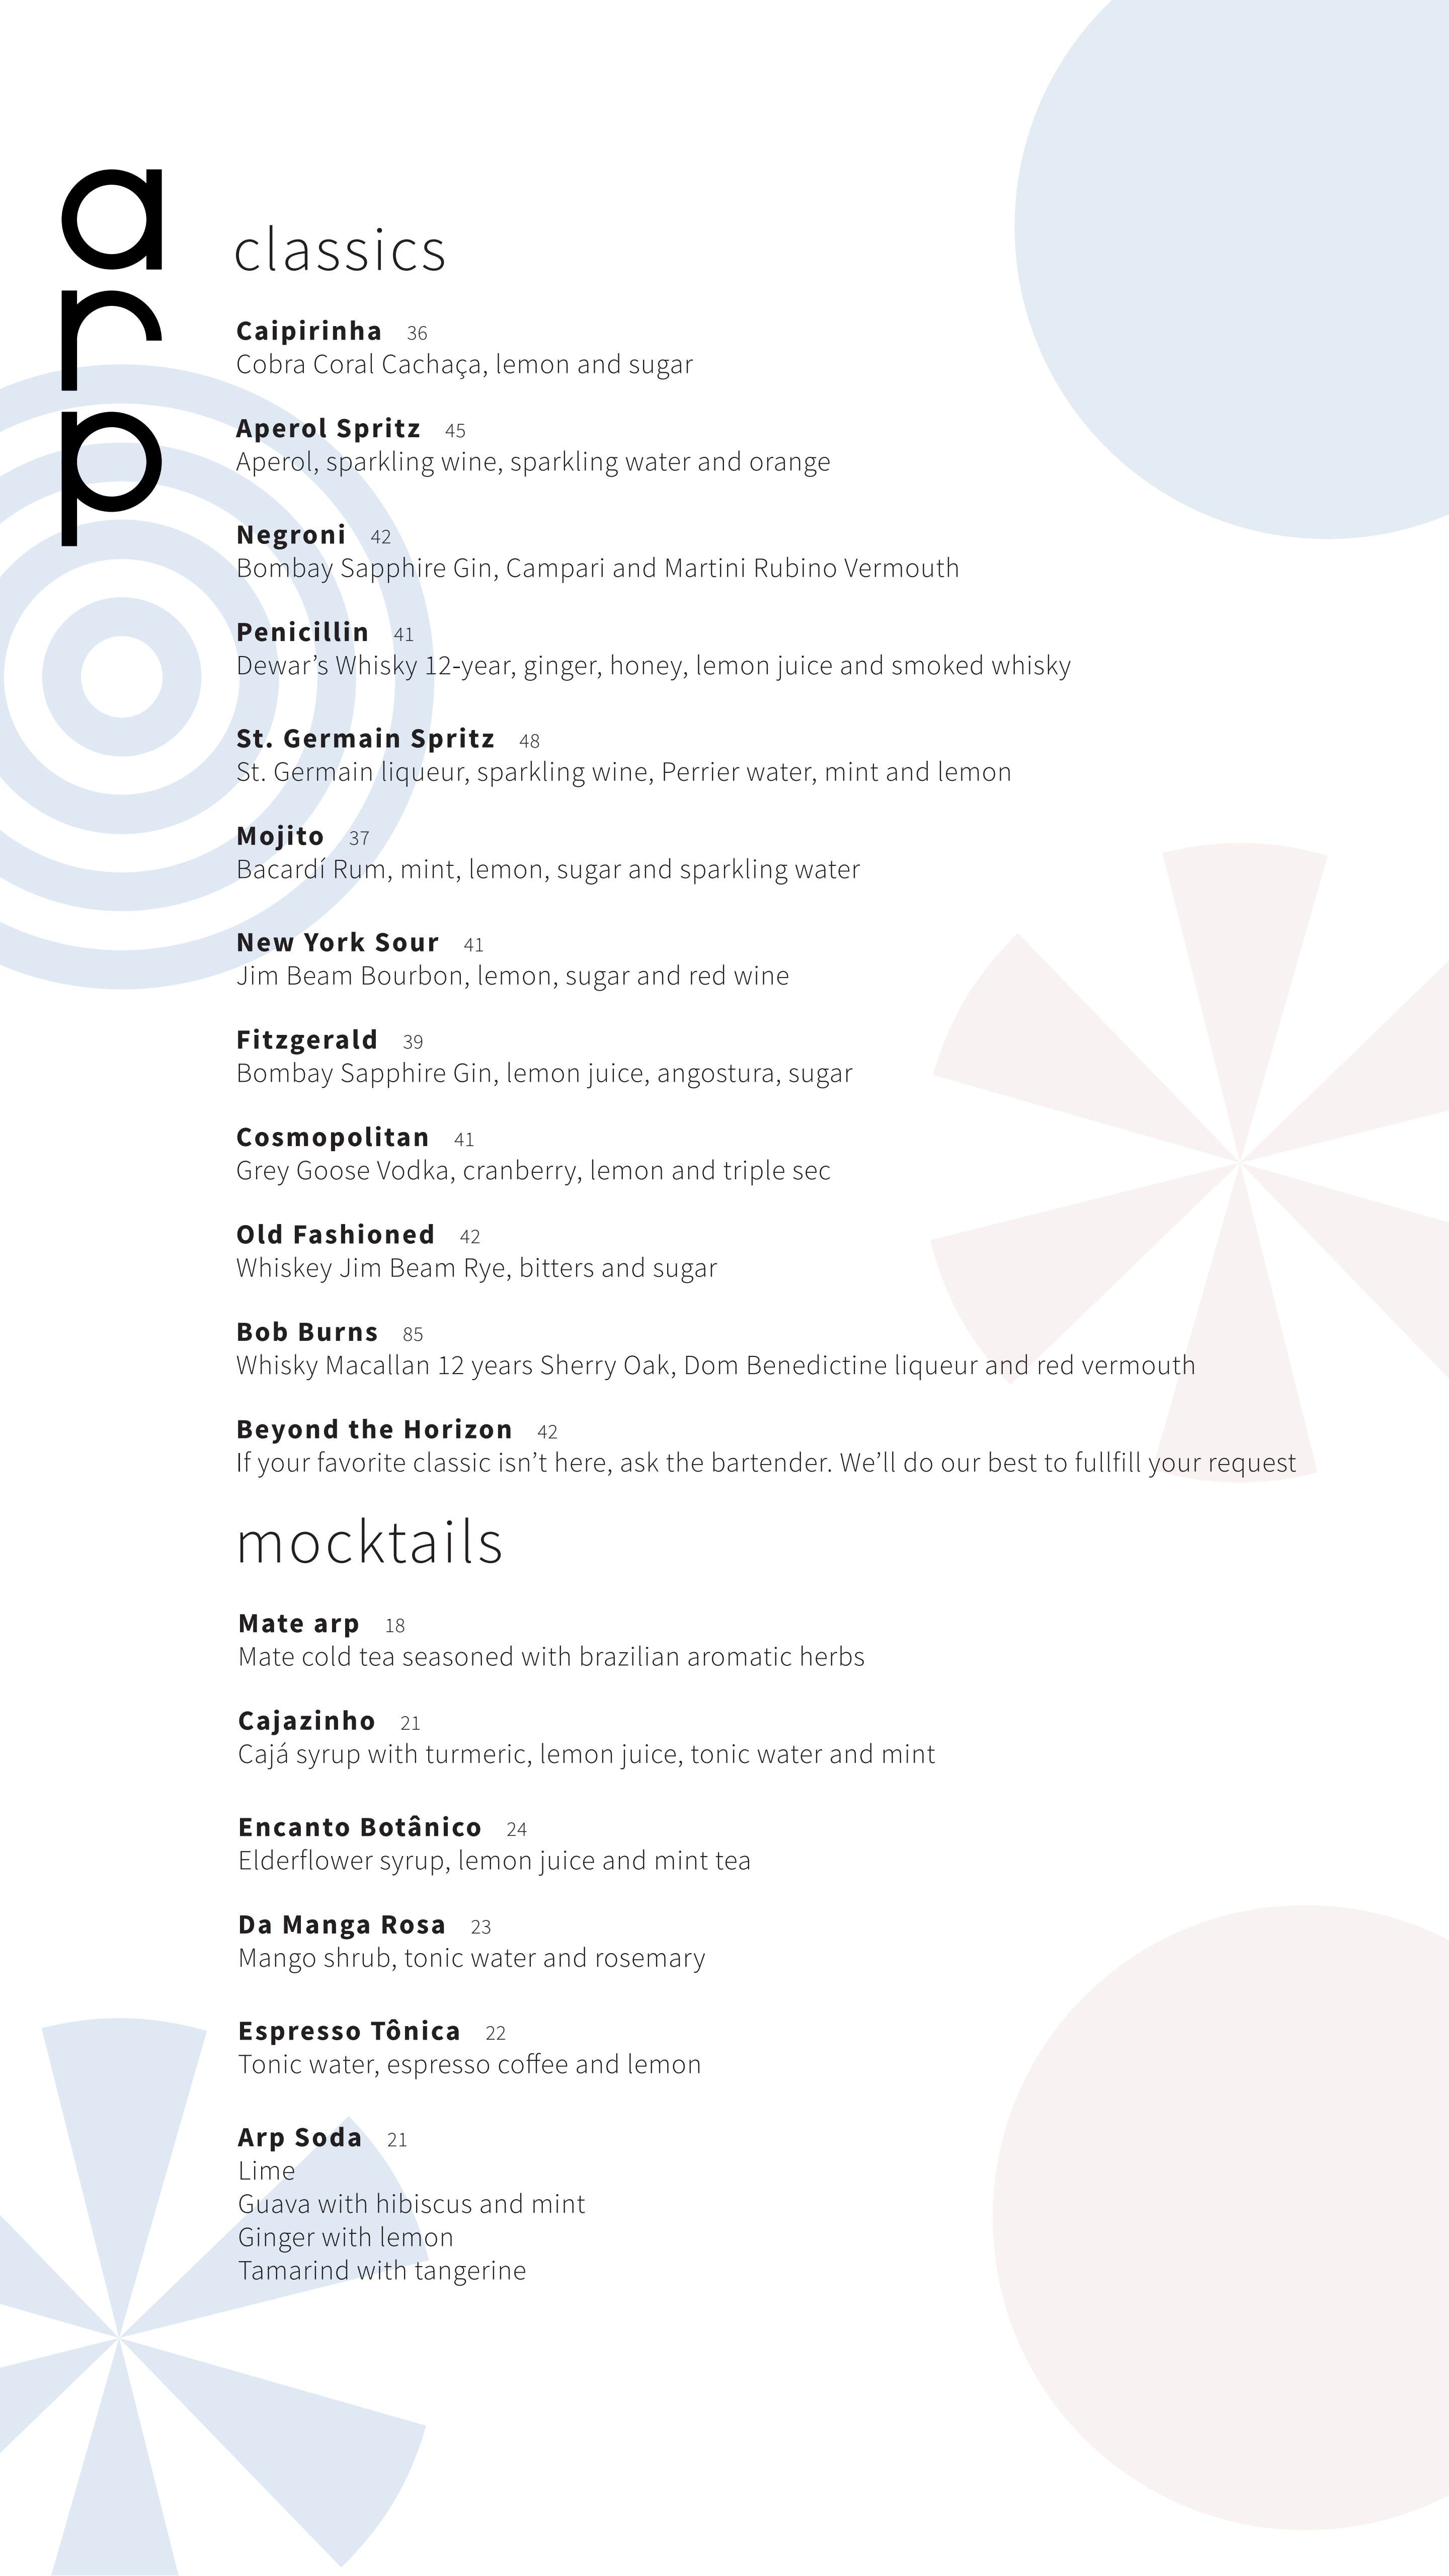 arp
classics
Caipirinha 36
Cobra Coral Cachaça, lemon and sugar
Aperol Spritz 45
Aperol, sparkling wine, sparkling water and orange
Negroni 42
Bombay Sapphire Gin, Campari and Martini Rubino Vermouth
Penicillin 41
Dewar’s Whisky 12-year, ginger, honey, lemon juice and smoked whisky
St. Germain Spritz 48
St. Germain liqueur, sparkling wine, Perrier water, mint and lemon
Mojito 37
Bacardí Rum, mint, lemon, sugar and sparkling water
New York Sour 41
Jim Beam Bourbon, lemon, sugar and red wine
Fitzgerald 39
Bombay Sapphire Gin, lemon juice, angostura, sugar
Cosmopolitan 41
Grey Goose Vodka, cranberry, lemon and triple sec
Old Fashioned 42
Whiskey Jim Beam Rye, bitters and sugar
Bob Burns 85
Whisky Macallan 12 years Sherry Oak, Dom Benedictine liqueur and red vermouth
Beyond the Horizon 42
If your favorite classic isn’t here, ask the bartender. We’ll do our best to fullfill your request
mocktails
Mate arp 18
Mate cold tea seasoned with brazilian aromatic herbs
Cajazinho 21
Cajá syrup with turmeric, lemon juice, tonic water and mint
Encanto Botânico 24
Elderflower syrup, lemon juice and mint tea
Da Manga Rosa 23
Mango shrub, tonic water and rosemary
Espresso Tônica 22
Tonic water, espresso coffee and lemon
Arp Soda 21
Lime
Guava with hibiscus and mint
Ginger with lemon
Tamarind with tangerine